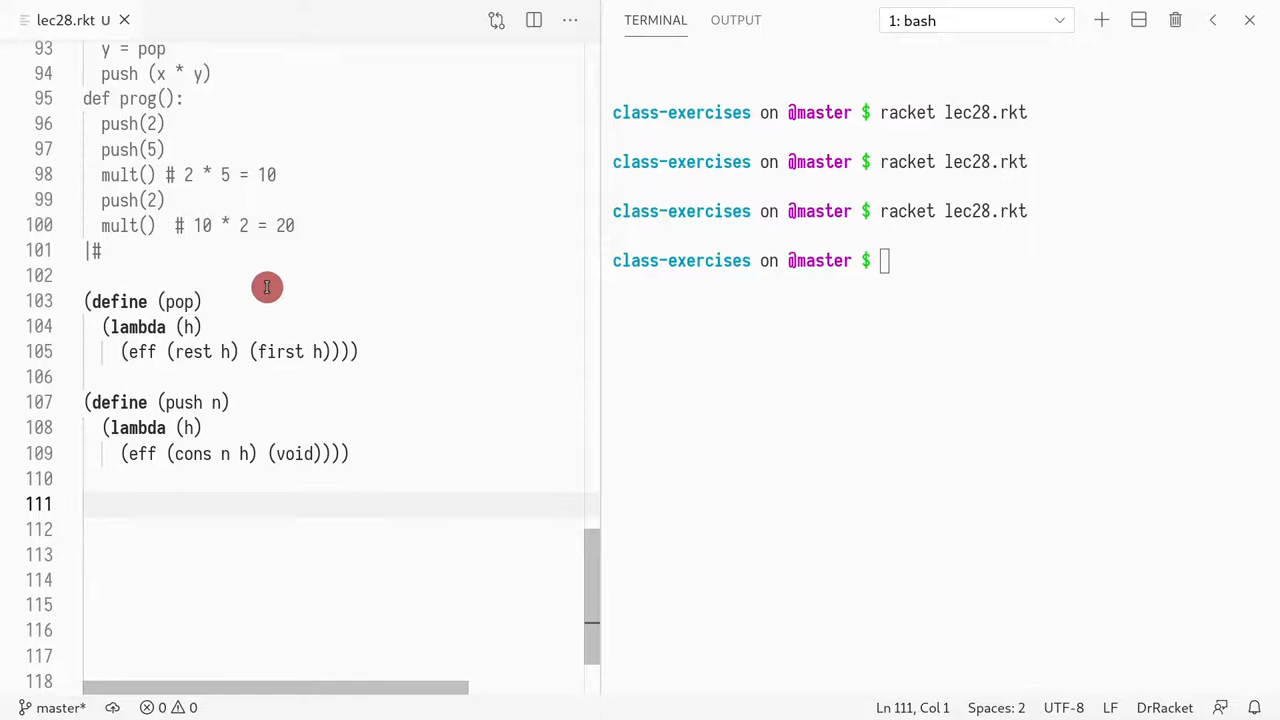 lec28.rkt U
TERMINAL OUTPUT 1: bash
93 y = pop
94 push (x * y)
95 def prog():
96 push(2)
97 push(5)
98 mult() # 2 * 5 = 10
99 push(2)
100 mult() # 10 * 2 = 20
101 |#
102
103 (define (pop)
104 (lambda (h)
105 (eff (rest h) (first h))))
106
107 (define (push n)
108 (lambda (h)
109 (eff (cons n h) (void))))
110
111
112
113
114
115
116
117
118
class-exercises on @master $ racket lec28.rkt
class-exercises on @master $ racket lec28.rkt
class-exercises on @master $ racket lec28.rkt
class-exercises on @master $
master* 0 0 Ln 111, Col 1 Spaces: 2 UTF-8 LF DrRacket